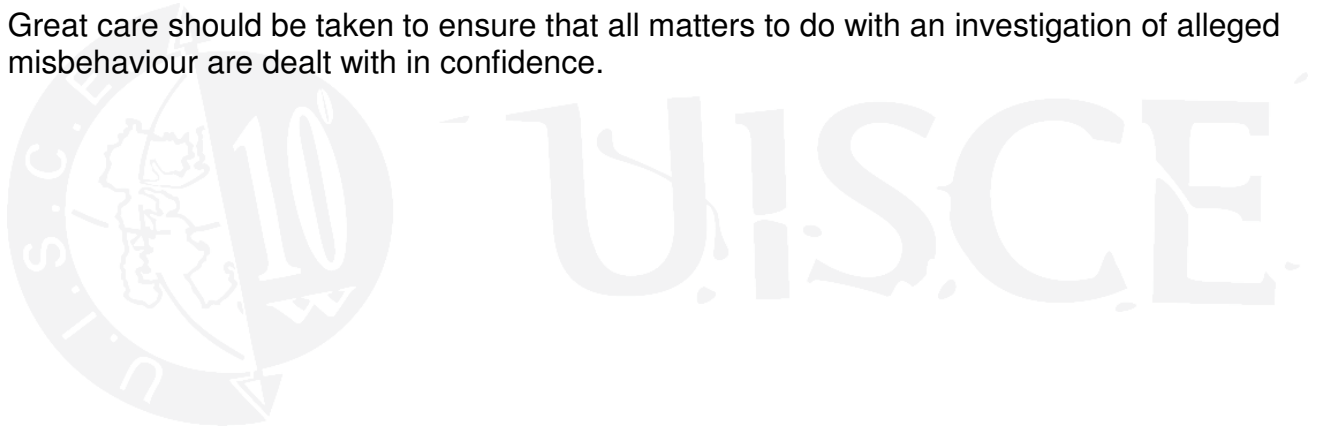 Great care should be taken to ensure that all matters to do with an investigation of alleged
misbehaviour are dealt with in confidence.
U.I.S.C.E
10°
W
UISCE